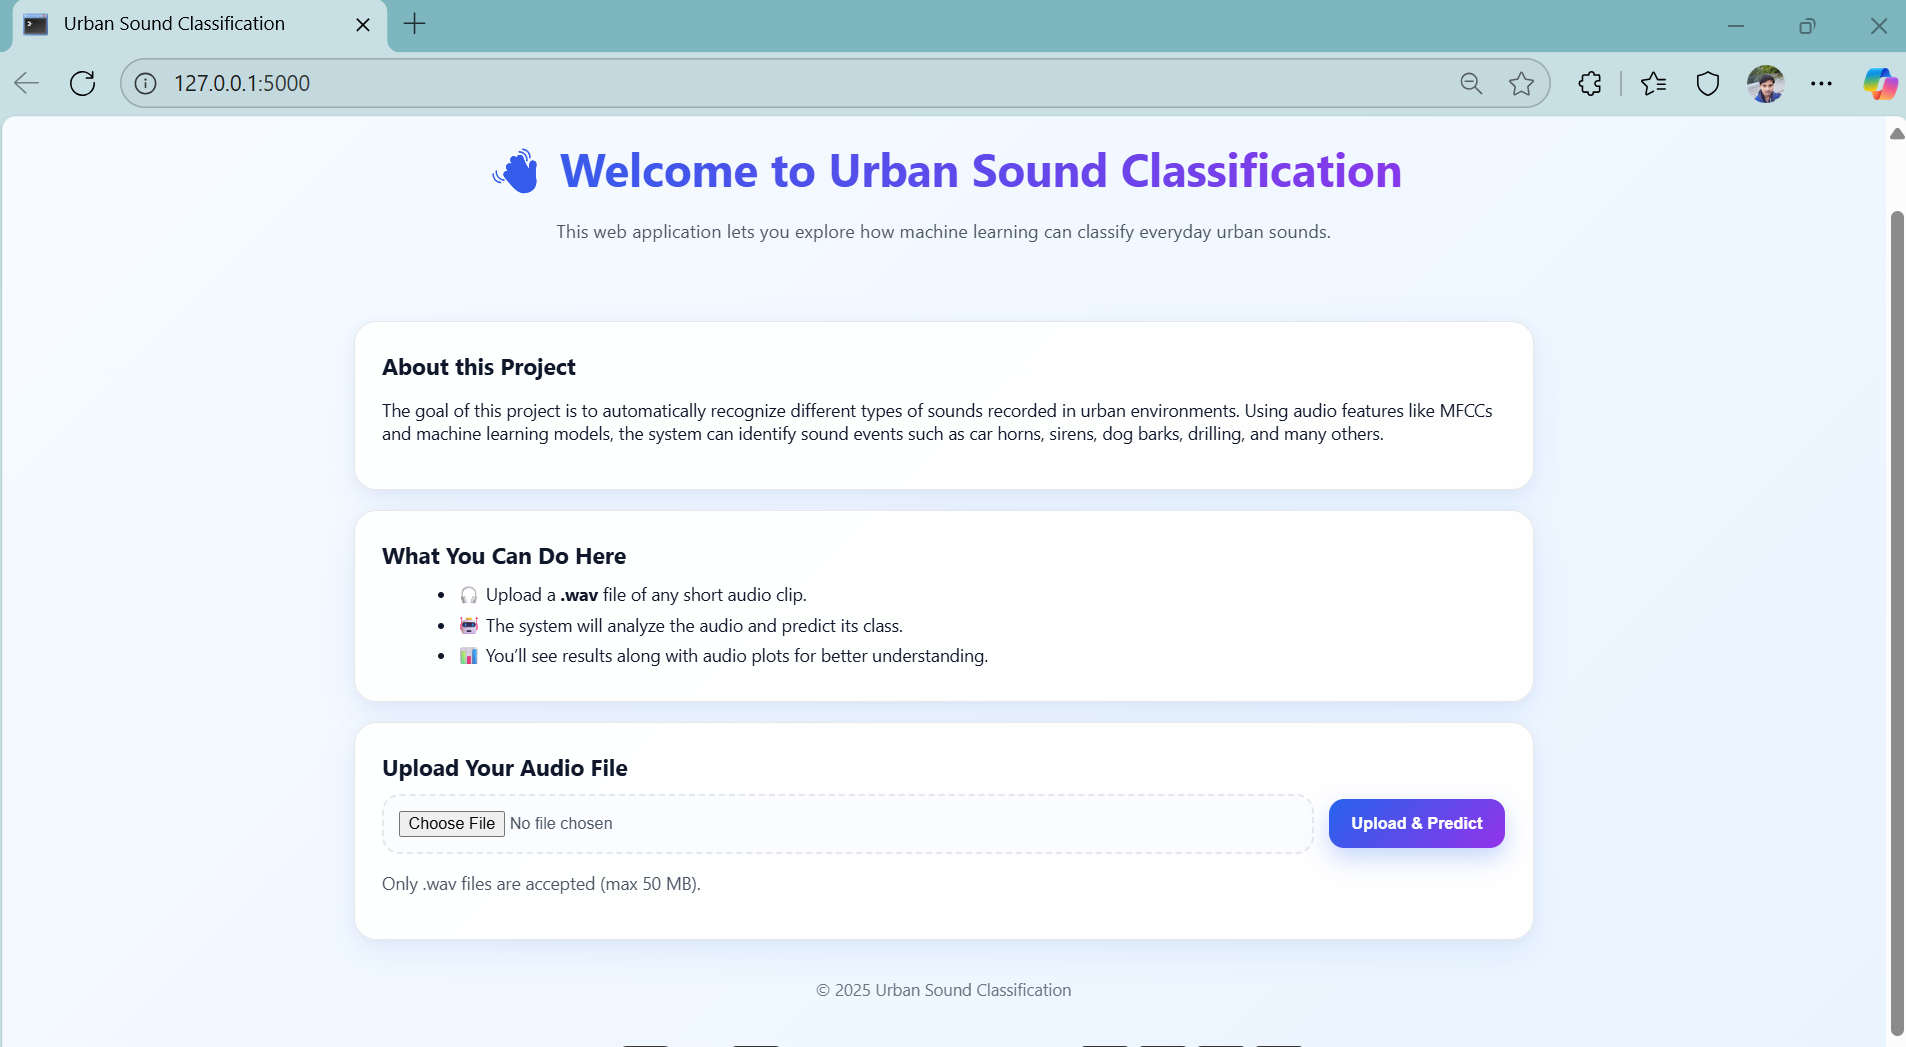 Urban Sound Classification
127.0.0.1:5000
Welcome to Urban Sound Classification
This web application lets you explore how machine learning can classify everyday urban sounds.
About this Project
The goal of this project is to automatically recognize different types of sounds recorded in urban environments. Using audio features like MFCCs
and machine learning models, the system can identify sound events such as car horns, sirens, dog barks, drilling, and many others.
What You Can Do Here
Upload a .wav file of any short audio clip.
The system will analyze the audio and predict its class.
You’ll see results along with audio plots for better understanding.
Upload Your Audio File
Choose File No file chosen
Upload & Predict
Only .wav files are accepted (max 50 MB).
© 2025 Urban Sound Classification